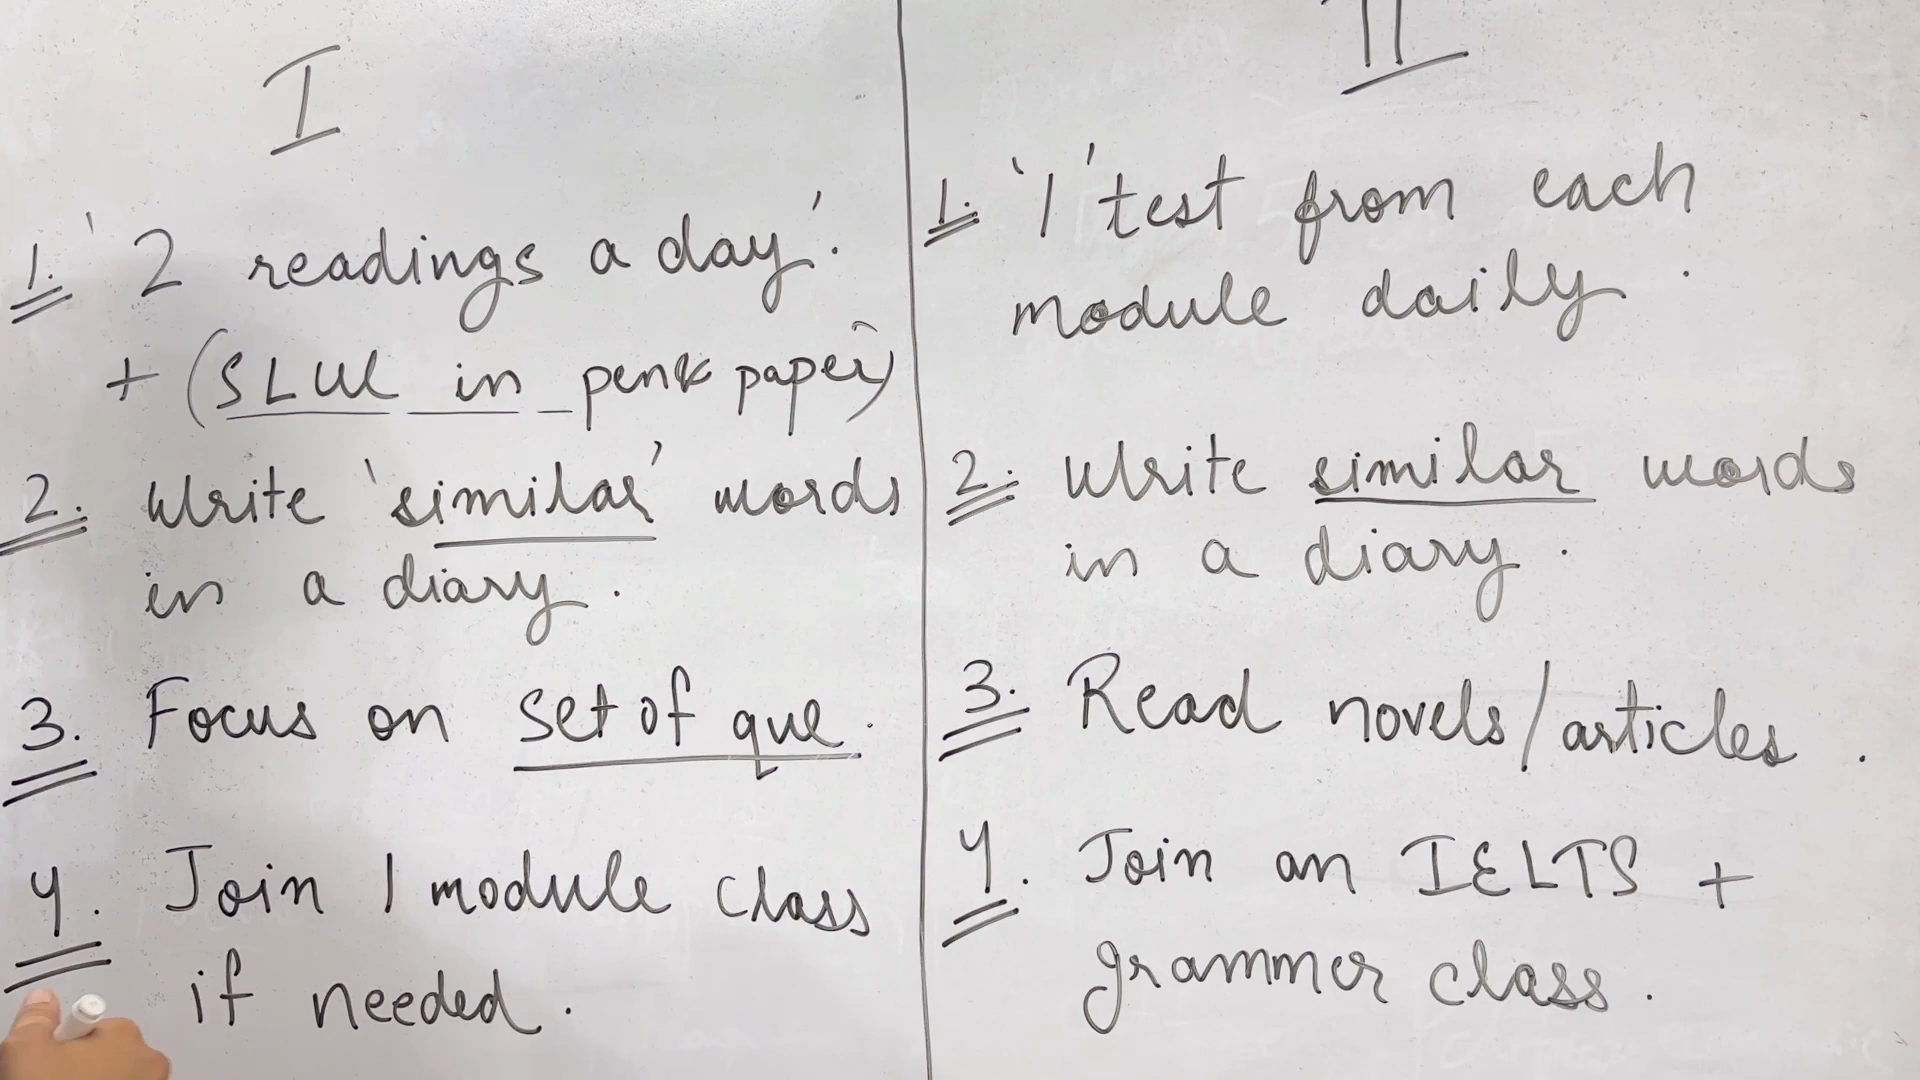 I
1. '2 readings a day'.
+ (SLWR in pen & paper)
2. Write 'similar' words
in a diary.
3. Focus on set of que.
4. Join 1 module class
if needed.
II
1. '1' test from each
module daily.
2. Write similar words
in a diary.
3. Read novels/articles.
4. Join an IELTS +
grammer class.